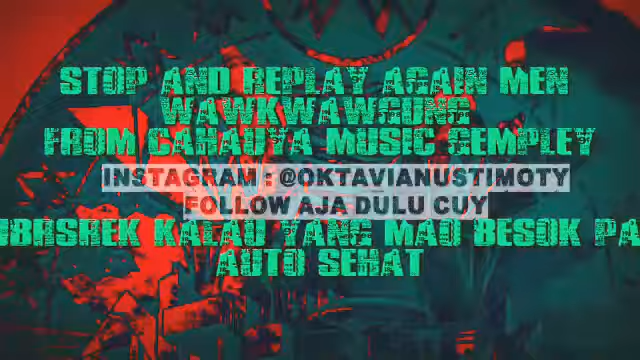 STOP AND REPLAY AGAIN MEN
WAWKWAWGUNG
FROM CAHAUYA MUSIC GEMPLEY
INSTAGRAM : @OKTAVIANUSTIMOTY
FOLLOW AJA DULU CUY
KALAU YANG MAO BESOK
AUTO SEHAT